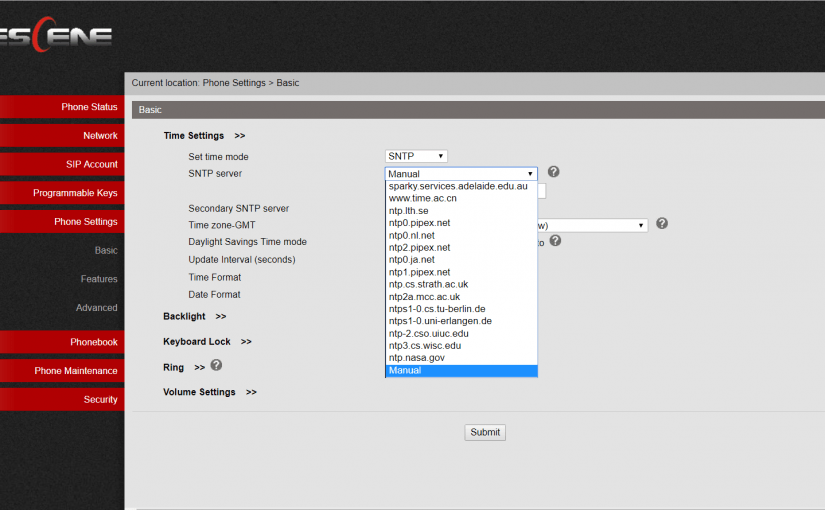 ESCENE
Current location: Phone Settings > Basic
Phone Status
Network
SIP Account
Programmable Keys
Phone Settings
Basic
Features
Advanced
Phonebook
Phone Maintenance
Security
Basic
Time Settings >>
Set time mode SNTP
SNTP server Manual ?
sparky.services.adelaide.edu.au
www.time.ac.cn
ntp.lth.se
ntp0.pipex.net
ntp0.nl.net
ntp2.pipex.net
ntp0.ja.net
ntp1.pipex.net
ntp.cs.strath.ac.uk
ntp2a.mcc.ac.uk
ntps1-0.cs.tu-berlin.de
ntps1-0.uni-erlangen.de
ntp-2.cso.uiuc.edu
ntp3.cs.wisc.edu
ntp.nasa.gov
Manual
Secondary SNTP server
Time zone-GMT w) ?
Daylight Savings Time mode to ?
Update Interval (seconds)
Time Format
Date Format
Backlight >>
Keyboard Lock >>
Ring >> ?
Volume Settings >>
Submit